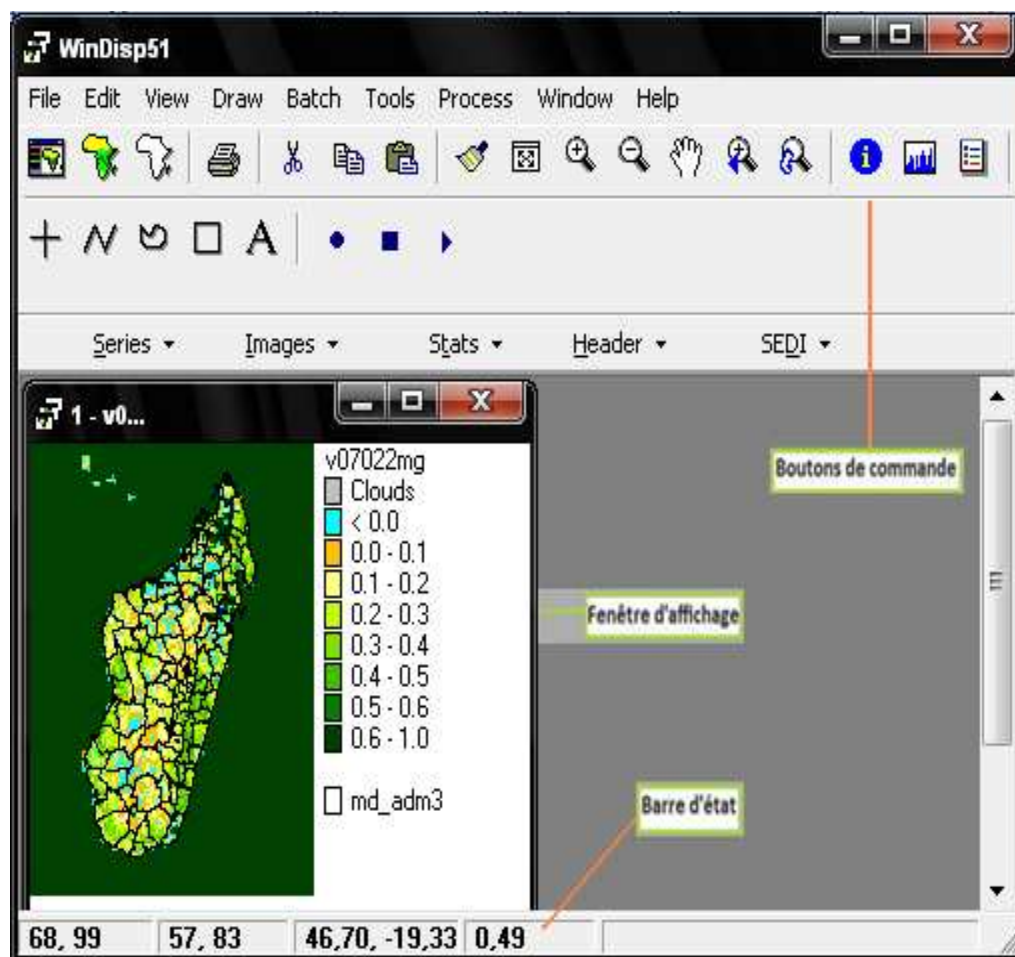 WinDisp51
File Edit View Draw Batch Tools Process Window Help
A
Series Images Stats Header SEDI
1 - v0...
v07022mg
Clouds
< 0.0
0.0 - 0.1
0.1 - 0.2
0.2 - 0.3
0.3 - 0.4
0.4 - 0.5
0.5 - 0.6
0.6 - 1.0
md_adm3
Boutons de commande
Fenêtre d'affichage
Barre d'état
68, 99 57, 83 46,70, -19,33 0,49